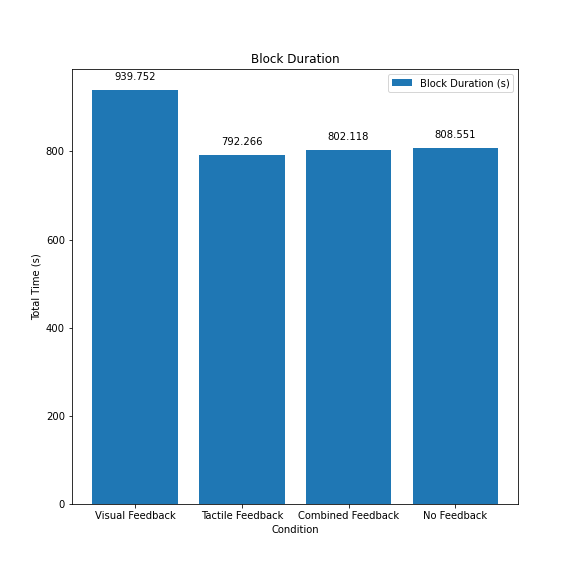 Block Duration
939.752
Block Duration (s)
792.266
802.118
808.551
800
600
400
200
0
Total Time (s)
Visual Feedback
Tactile Feedback
Combined Feedback
No Feedback
Condition